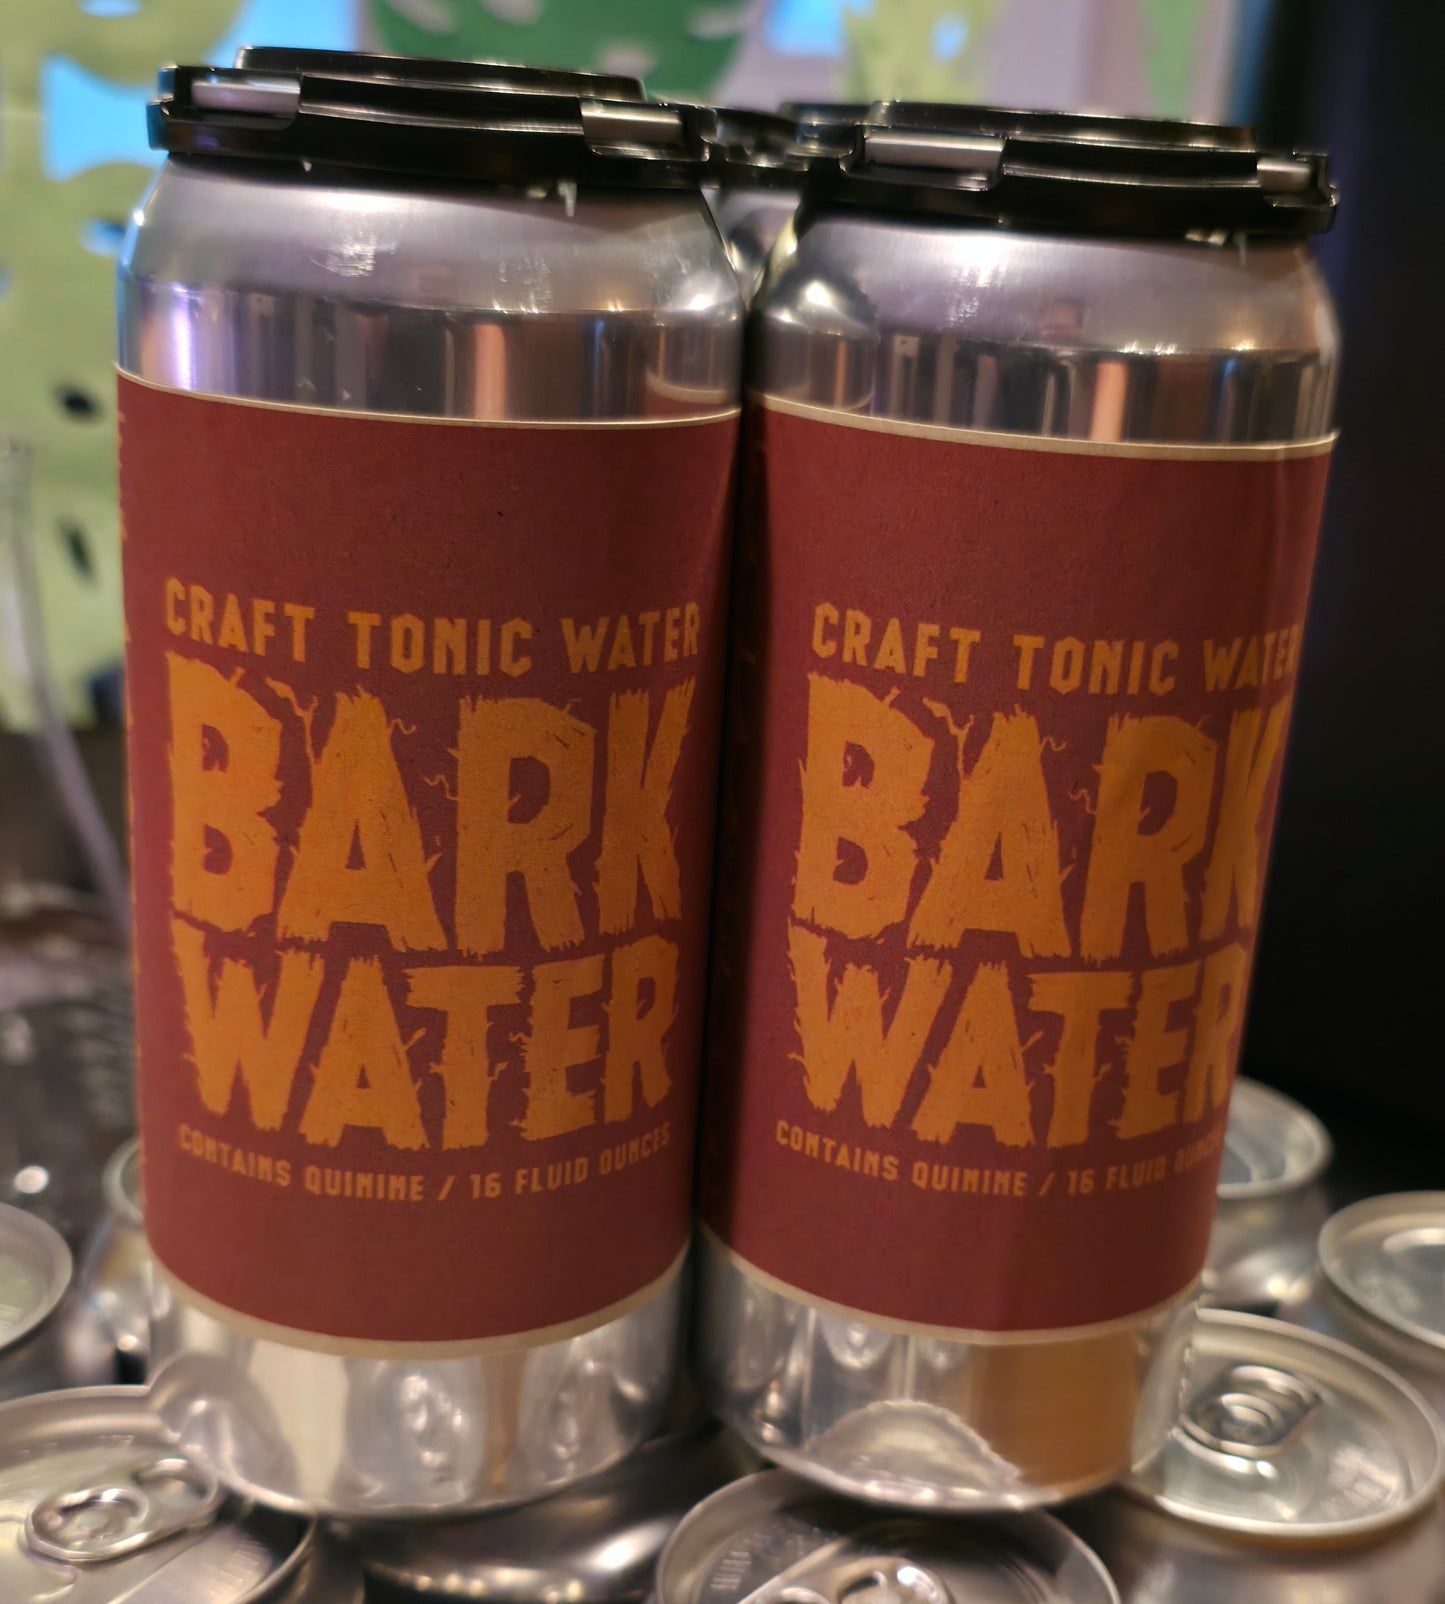 CRAFT TONIC WATER
BARK
WATER
CONTAINS QUININE / 16 FLUID OUNCES
CRAFT TONIC WATER
BARK
WATER
CONTAINS QUININE / 16 FLUID OUNCES